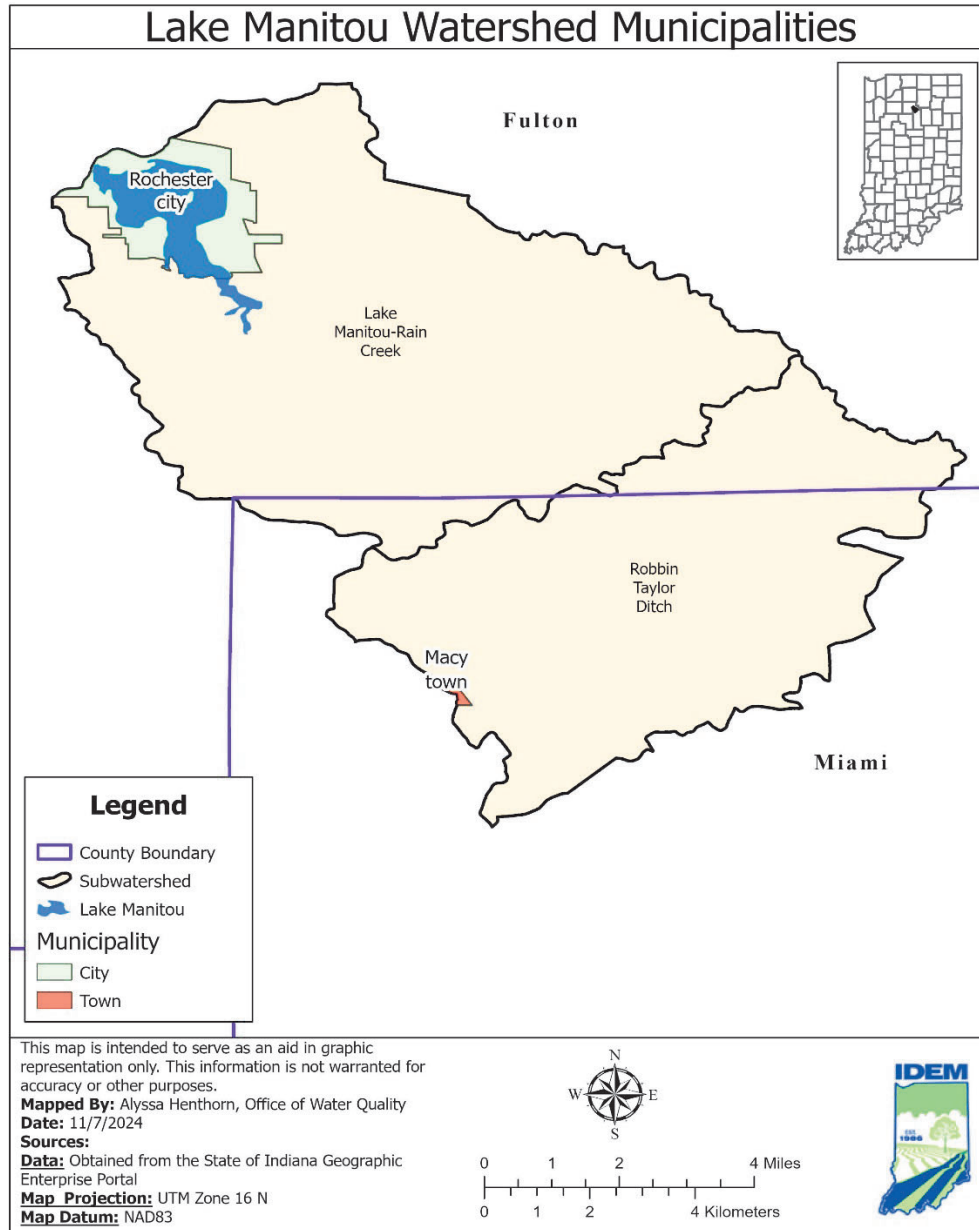 Lake Manitou Watershed Municipalities
Fulton
Rochester
city
Lake
Manitou-Rain
Creek
Robbin
Taylor
Ditch
Macy
town
Miami
Legend
County Boundary
Subwatershed
Lake Manitou
Municipality
City
Town
This map is intended to serve as an aid in graphic
representation only. This information is not warranted for
accuracy or other purposes.
Mapped By: Alyssa Henthorn, Office of Water Quality
Date: 11/7/2024
Sources:
Data: Obtained from the State of Indiana Geographic
Enterprise Portal
Map Projection: UTM Zone 16 N
Map Datum: NAD83
N
W E
S
0 1 2 4 Miles
0 1 2 4 Kilometers
IDEM
EST.
1986